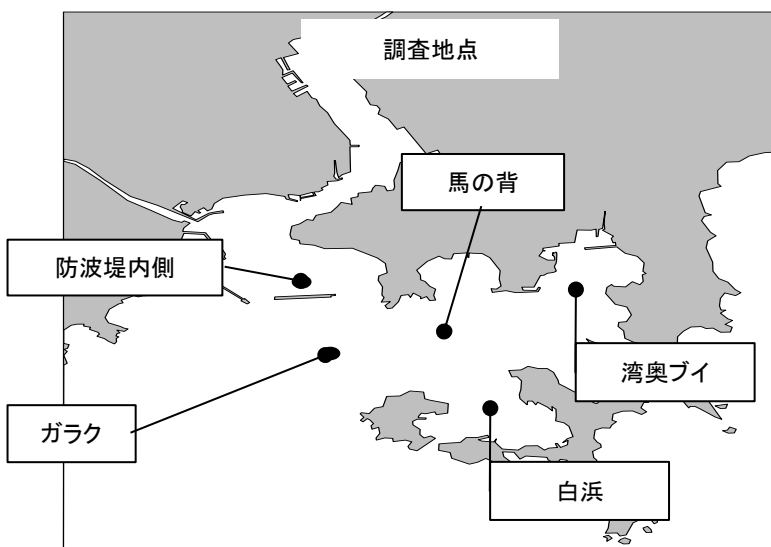 調査地点
馬の背
防波堤内側
湾奥ブイ
ガラク
白浜